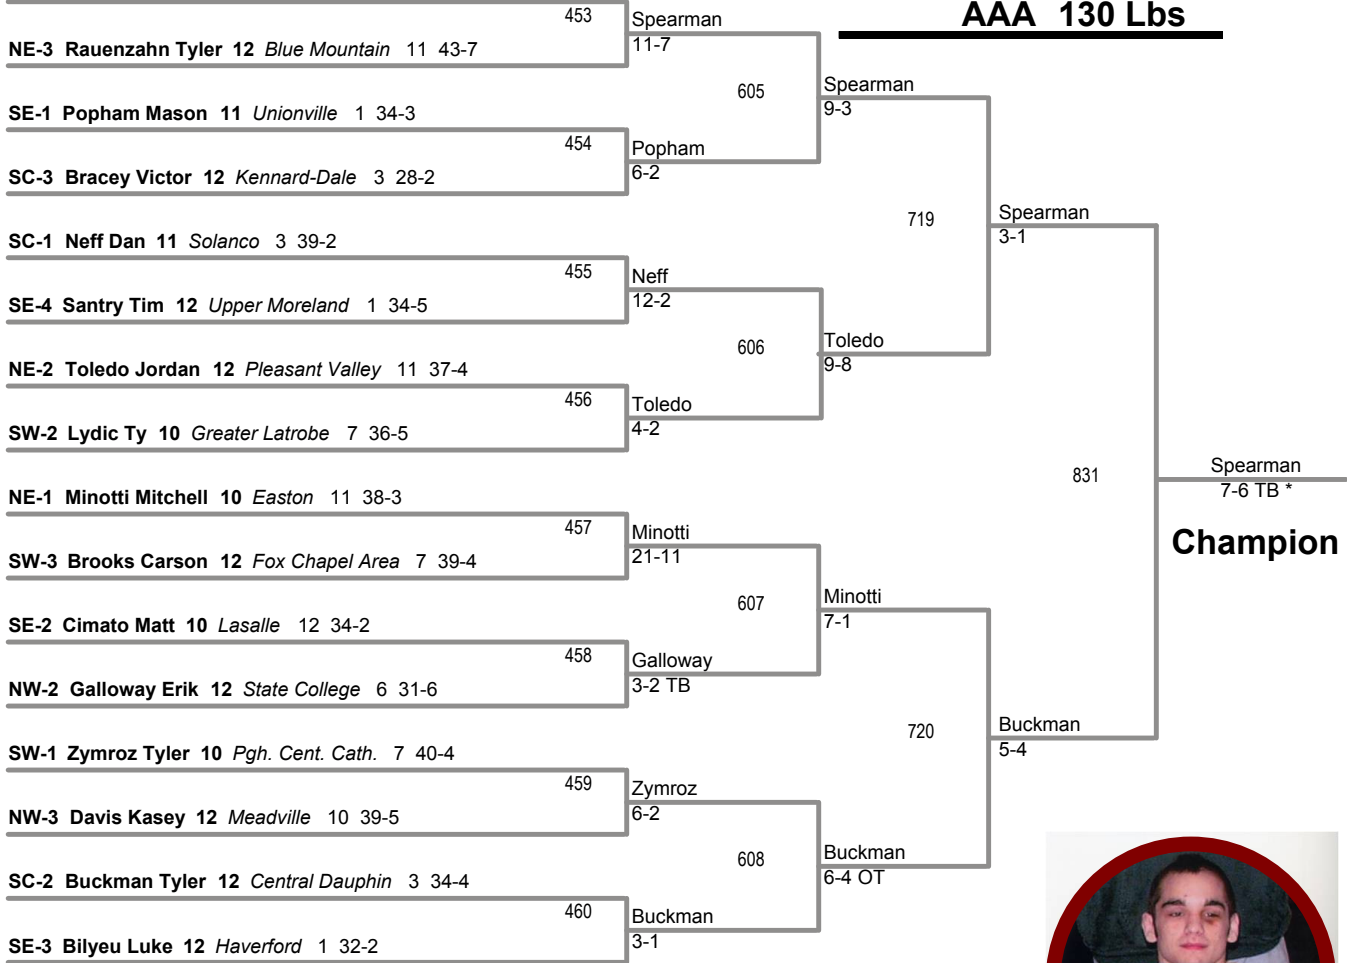 AAA 130 Lbs
453
Spearman
11-7
NE-3 Rauenzahn Tyler 12 Blue Mountain 11 43-7
605
Spearman
9-3
SE-1 Popham Mason 11 Unionville 1 34-3
454
Popham
6-2
SC-3 Bracey Victor 12 Kennard-Dale 3 28-2
719
Spearman
3-1
SC-1 Neff Dan 11 Solanco 3 39-2
455
Neff
12-2
SE-4 Santry Tim 12 Upper Moreland 1 34-5
606
Toledo
9-8
NE-2 Toledo Jordan 12 Pleasant Valley 11 37-4
456
Toledo
4-2
SW-2 Lydic Ty 10 Greater Latrobe 7 36-5
831
Spearman
7-6 TB *
Champion
NE-1 Minotti Mitchell 10 Easton 11 38-3
457
Minotti
21-11
SW-3 Brooks Carson 12 Fox Chapel Area 7 39-4
607
Minotti
7-1
SE-2 Cimato Matt 10 Lasalle 12 34-2
458
Galloway
3-2 TB
NW-2 Galloway Erik 12 State College 6 31-6
720
Buckman
5-4
SW-1 Zymroz Tyler 10 Pgh. Cent. Cath. 7 40-4
459
Zymroz
6-2
NW-3 Davis Kasey 12 Meadville 10 39-5
608
Buckman
6-4 OT
SC-2 Buckman Tyler 12 Central Dauphin 3 34-4
460
Buckman
3-1
SE-3 Bilyeu Luke 12 Haverford 1 32-2